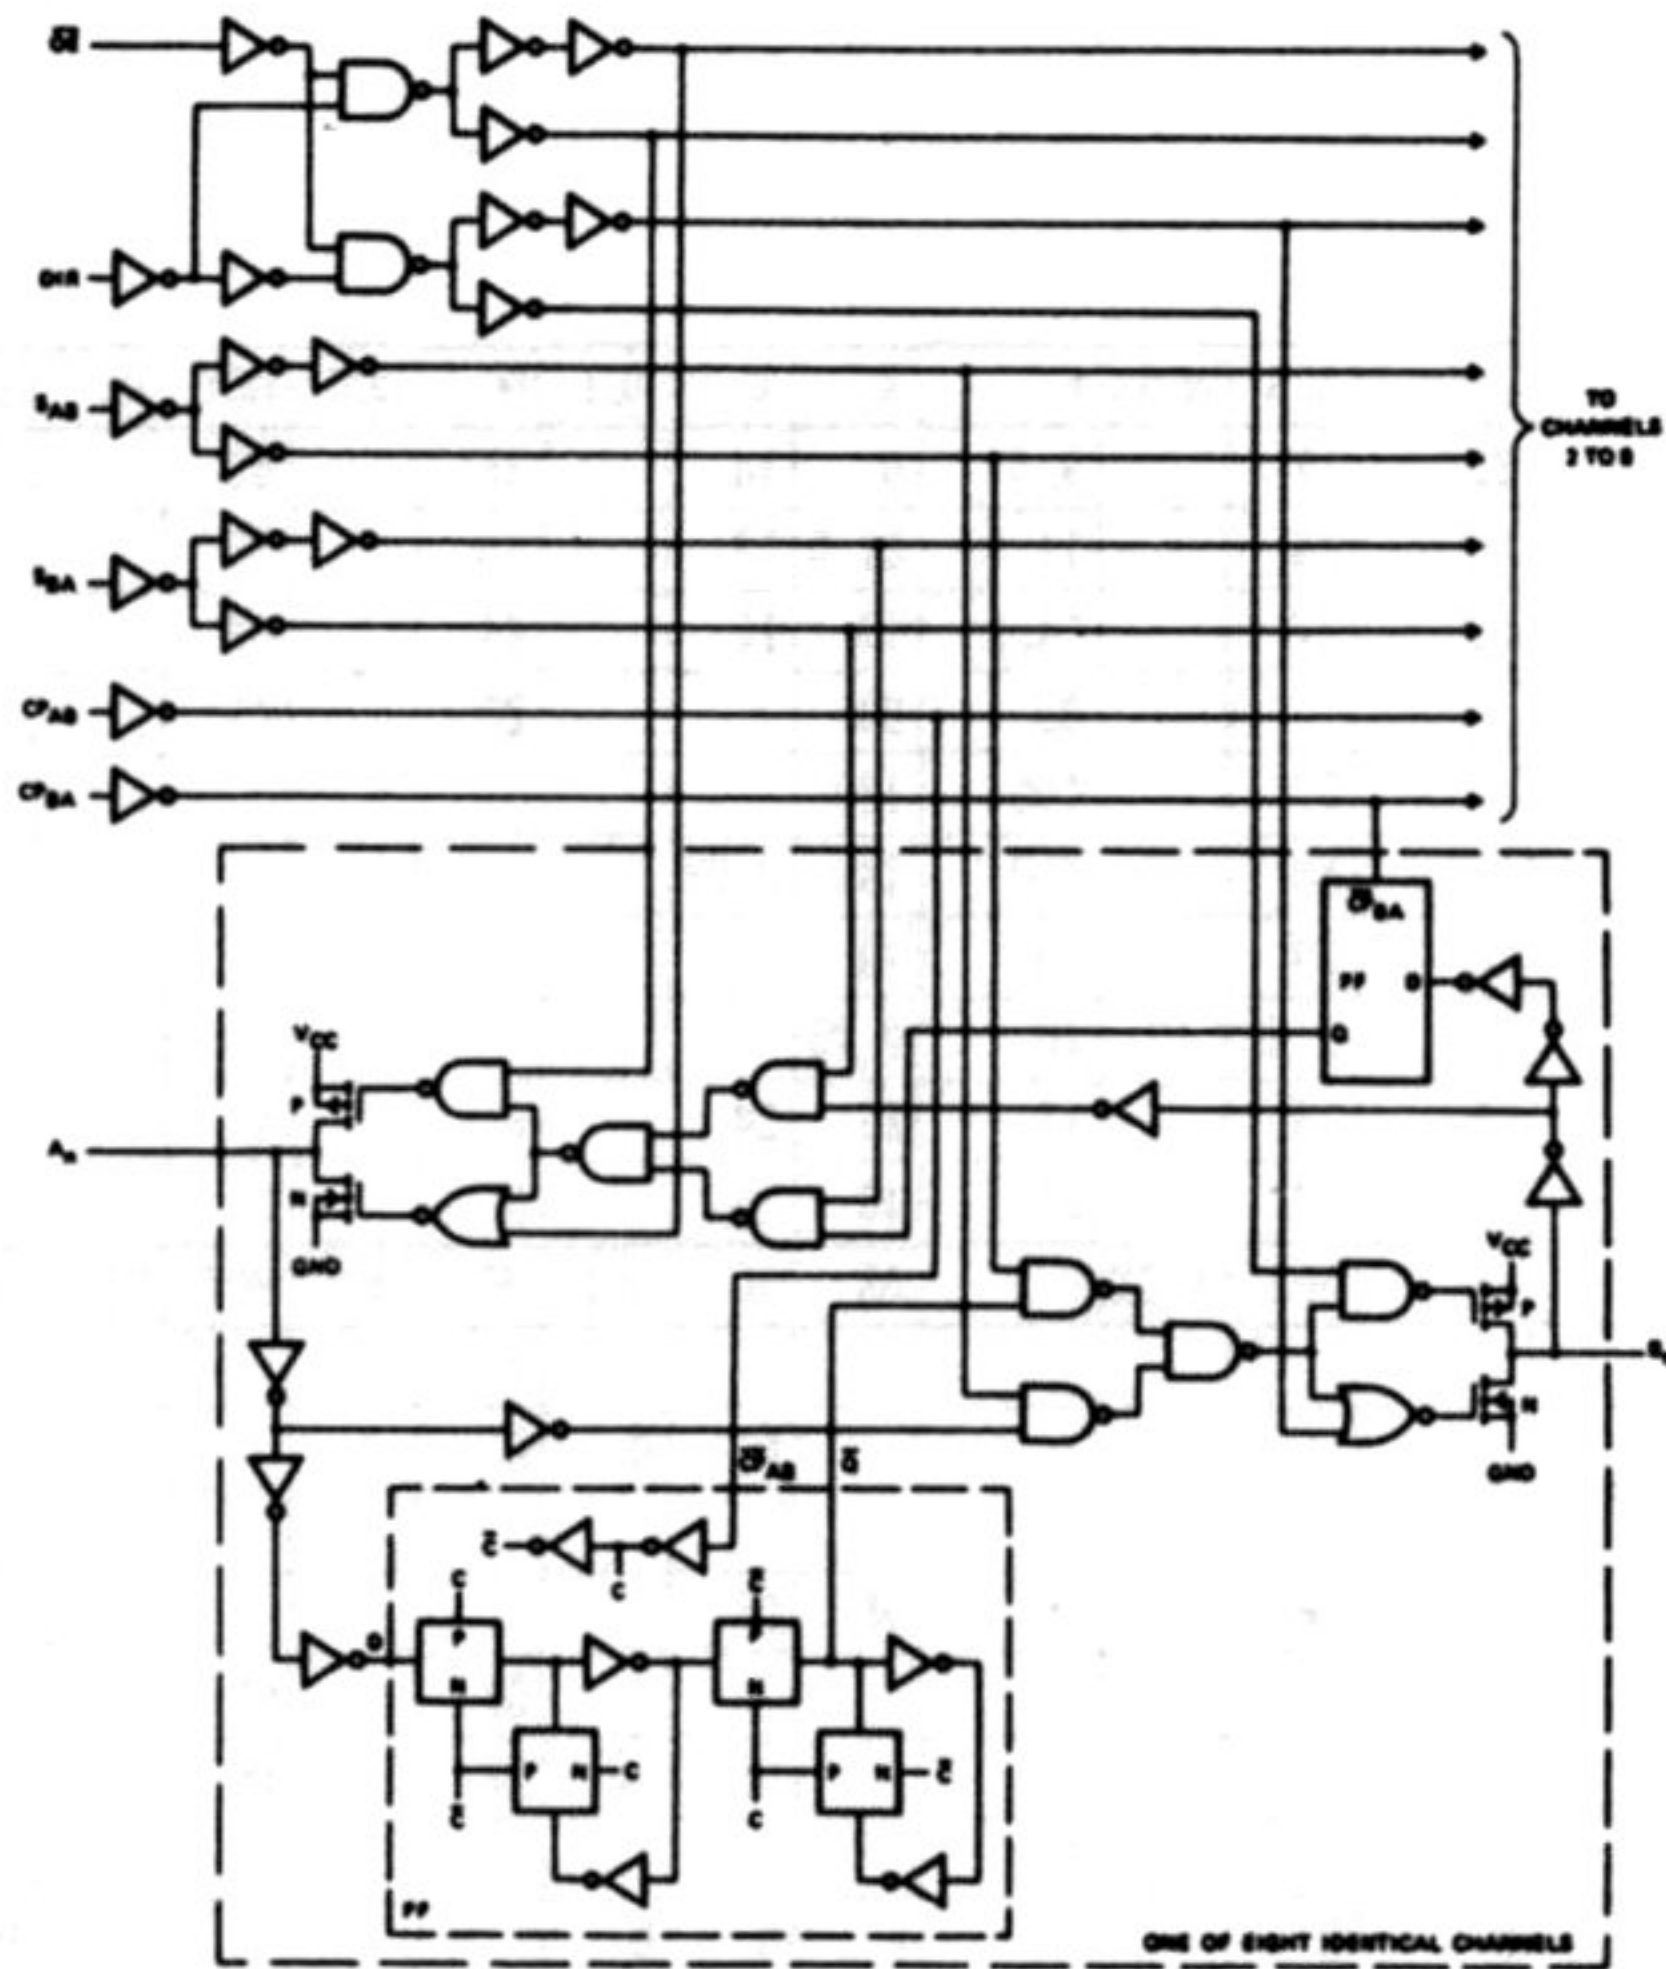 OE
DIR
SAB
SBA
CPAB
CPBA
TO
CHANNELS
2 TO 8
CPBA
FF D
Q
VCC
P
An
N
GND
VCC
P
N
GND
CPAB
Q
C
C
C
C
D
P
N
P
N
P N C
P N C
C
C
FF
ONE OF EIGHT IDENTICAL CHANNELS